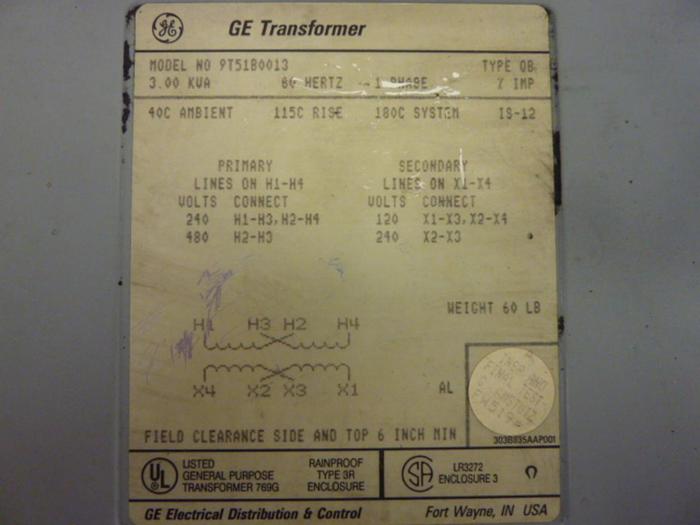 GE GE Transformer
MODEL NO 9T51B0013 TYPE QB
3.00 KVA 60 HERTZ 1 PHASE % IMP
40C AMBIENT 115C RISE 180C SYSTEM IS-12
PRIMARY SECONDARY
LINES ON H1-H4 LINES ON X1-X4
VOLTS CONNECT VOLTS CONNECT
240 H1-H3,H2-H4 120 X1-X3,X2-X4
480 H2-H3 240 X2-X3
WEIGHT 60 LB
H1 H3 H2 H4
X4 X2 X3 X1 AL
INSP AND
FINAL TEST
FIELD CLEARANCE SIDE AND TOP 6 INCH MIN 303B835AAP001
UL LISTED
GENERAL PURPOSE
TRANSFORMER 769G
RAINPROOF
TYPE 3R
ENCLOSURE
SA LR3272
ENCLOSURE 3
GE Electrical Distribution & Control Fort Wayne, IN USA